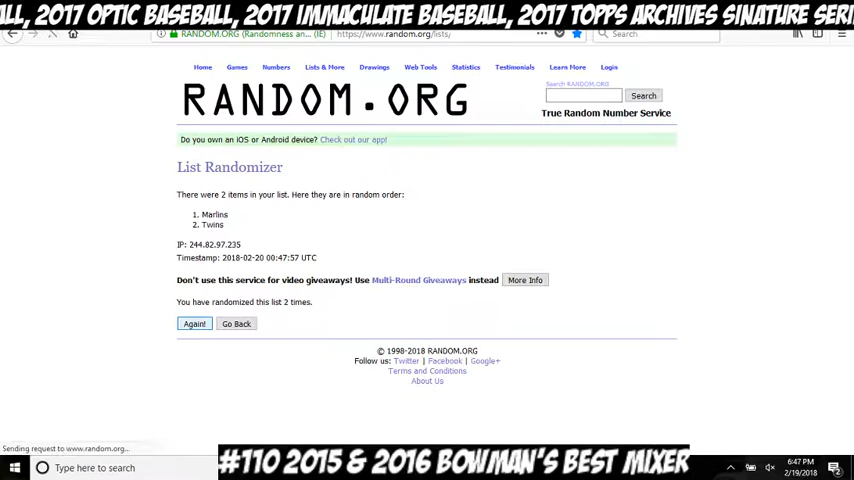 ALL, 2017 OPTIC BASEBALL, 2017 IMMACULATE BASEBALL, 2017 TOPPS ARCHIVES SINATURE SERI
RANDOM.ORG (Randomness an... (IE) https://www.random.org/lists/ Search
Home Games Numbers Lists & More Drawings Web Tools Statistics Testimonials Learn More Login
RANDOM.ORG
Search RANDOM.ORG
Search
True Random Number Service
Do you own an iOS or Android device? Check out our app!
List Randomizer
There were 2 items in your list. Here they are in random order:
1. Marlins
2. Twins
IP: 244.82.97.235
Timestamp: 2018-02-20 00:47:57 UTC
Don't use this service for video giveaways! Use Multi-Round Giveaways instead More Info
You have randomized this list 2 times.
Again! Go Back
© 1998-2018 RANDOM.ORG
Follow us: Twitter | Facebook | Google+
Terms and Conditions
About Us
Sending request to www.random.org...
#110 2015 & 2016 BOWMAN'S BEST MIXER
Type here to search
6:47 PM
2/19/2018
2